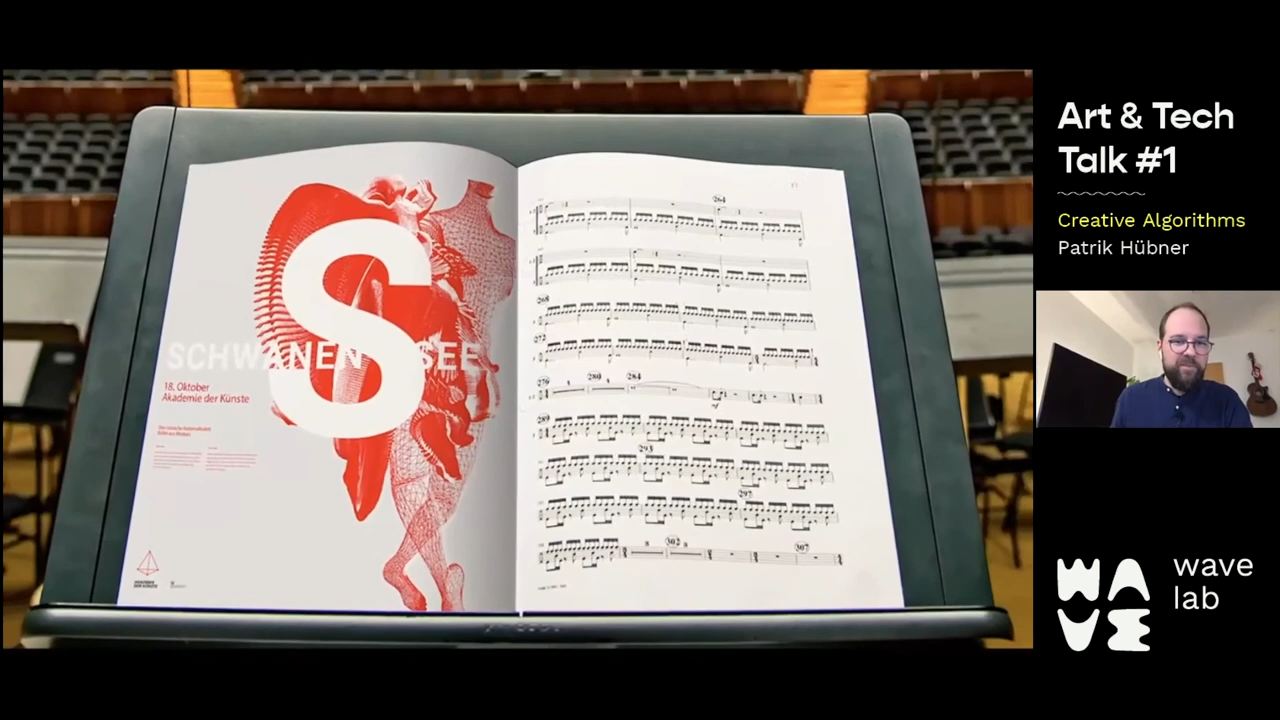 S
SCHWANEN SEE
18. Oktober
Akademie der Künste
264
268
272
276
280
284
289
293
297
302
307
Art & Tech
Talk #1
Creative Algorithms
Patrik Hübner
WAVE
wave
lab